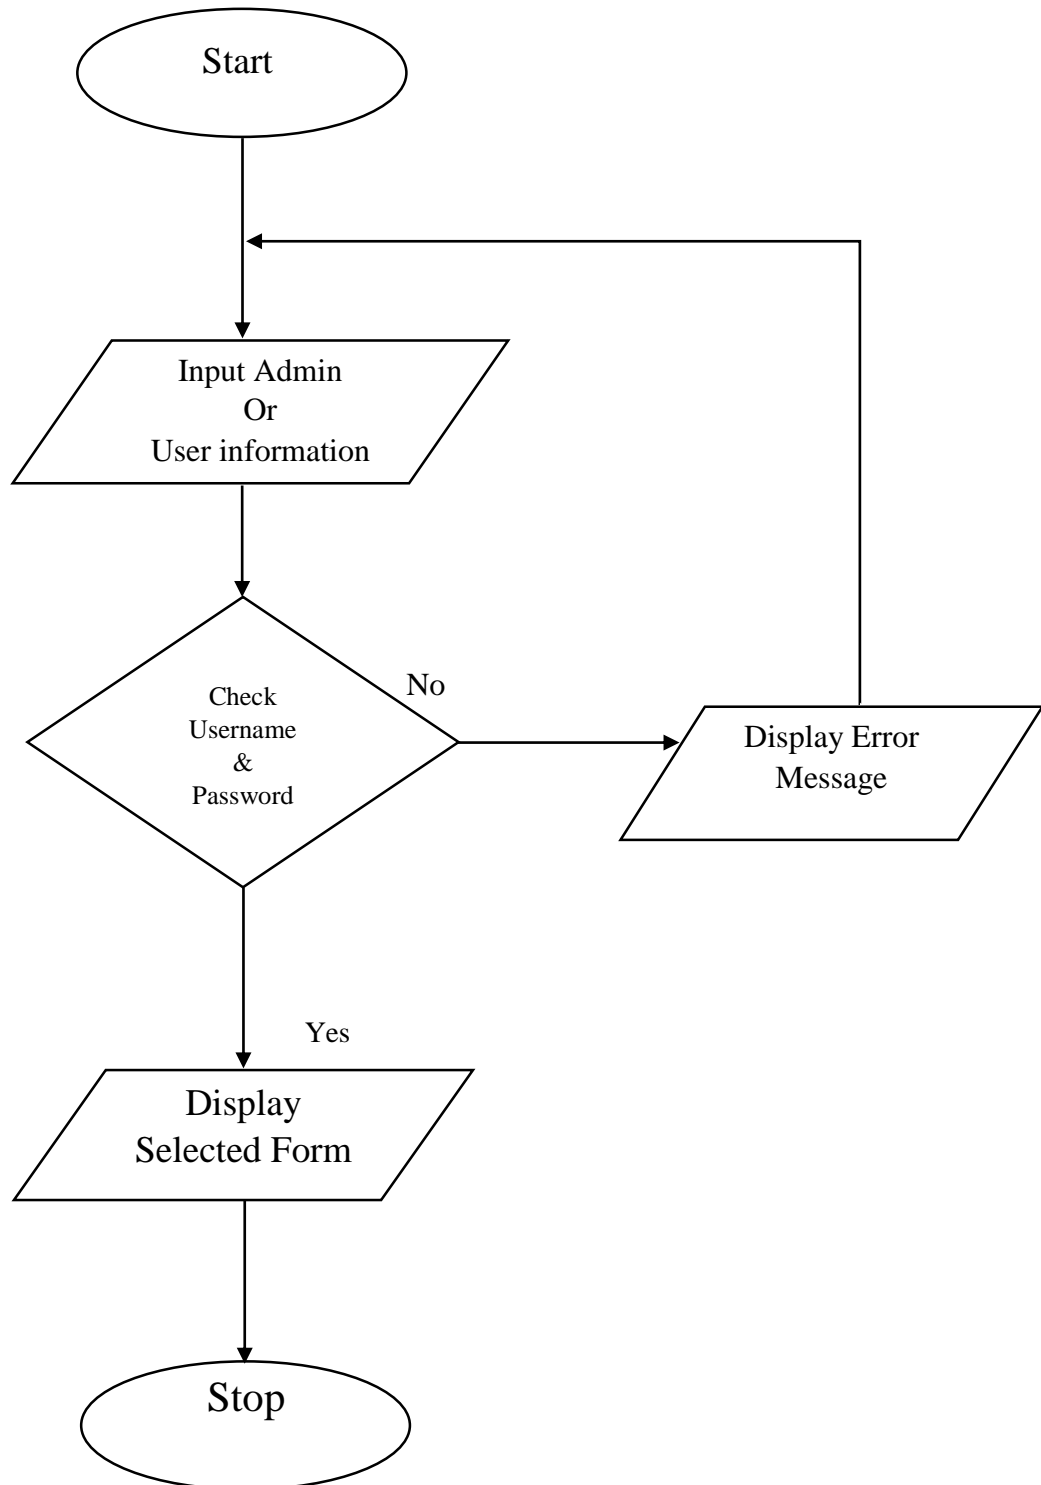 Start
Input Admin
Or
User information
Check
Username
&
Password
No
Display Error
Message
Yes
Display
Selected Form
Stop